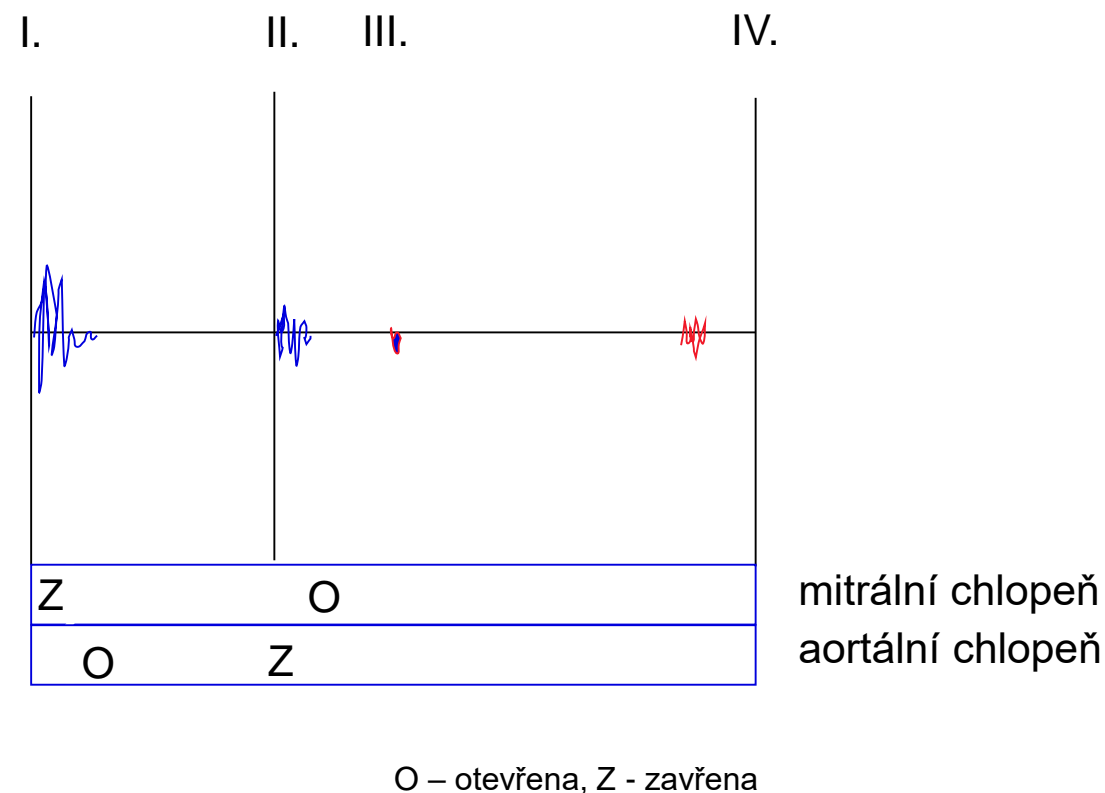 I. II. III. IV.
Z O mitrální chlopeň
O Z aortální chlopeň
O – otevřena, Z - zavřena